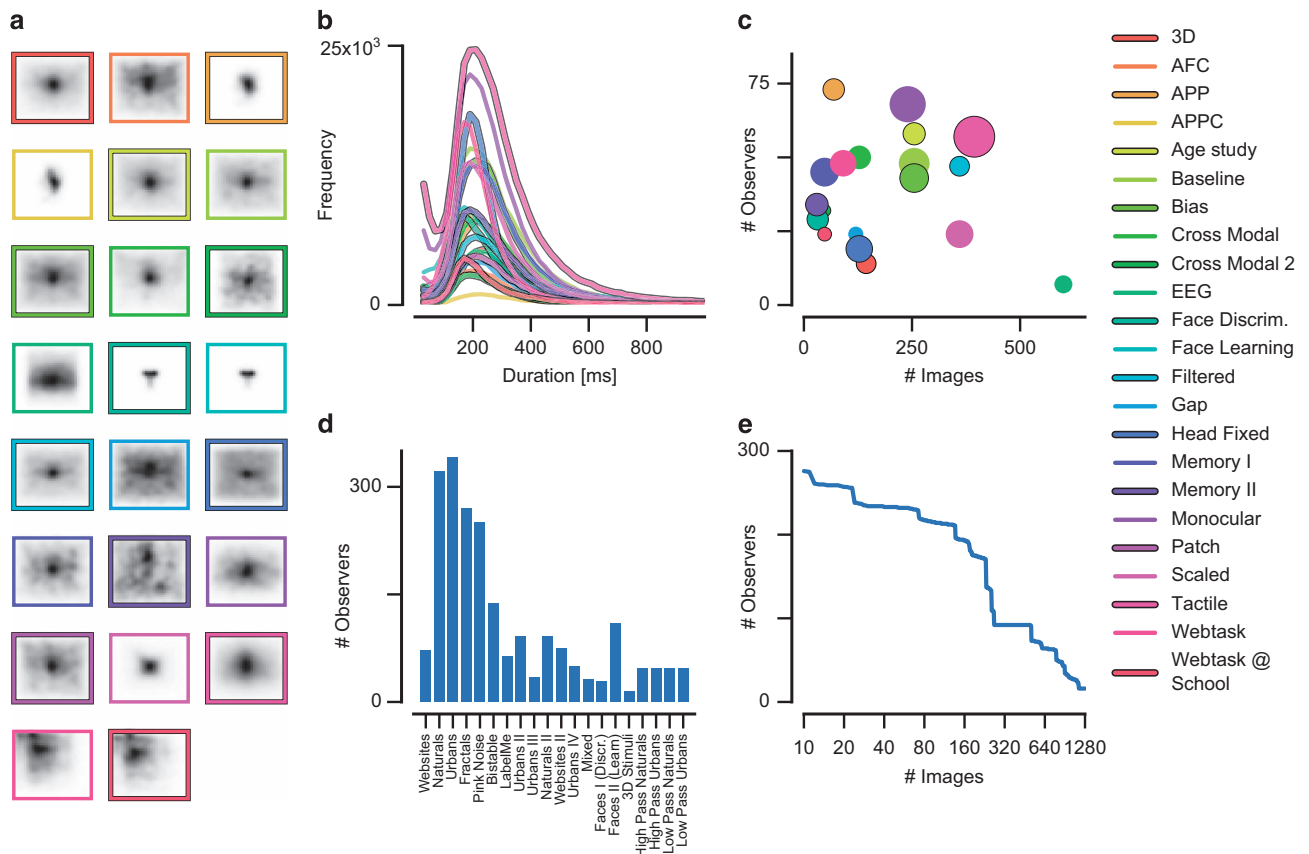 a
b
25x10³
Frequency
0
200
400
600
800
Duration [ms]
c
75
# Observers
0
0
250
500
# Images
3D
AFC
APP
APPC
Age study
Baseline
Bias
Cross Modal
Cross Modal 2
EEG
Face Discrim.
Face Learning
Filtered
Gap
Head Fixed
Memory I
Memory II
Monocular
Patch
Scaled
Tactile
Webtask
Webtask @
School
d
300
# Observers
0
Websites
Naturals
Urbans
Fractals
Pink Noise
Bistable
LabelMe
Urbans II
Urbans III
Naturals II
Websites II
Urbans IV
Mixed
Faces I (Discr.)
Faces II (Learn)
3D Stimuli
High Pass Naturals
High Pass Urbans
Low Pass Naturals
Low Pass Urbans
e
300
# Observers
0
10
20
40
80
160
320
640
1280
# Images